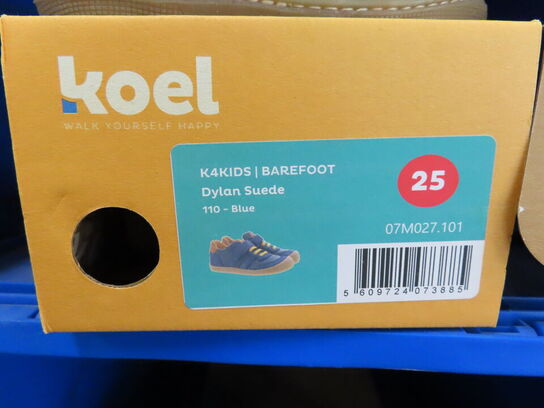 koel
WALK YOURSELF HAPPY
K4KIDS | BAREFOOT
Dylan Suede
110 - Blue
25
07M027.101
5 609724 073885